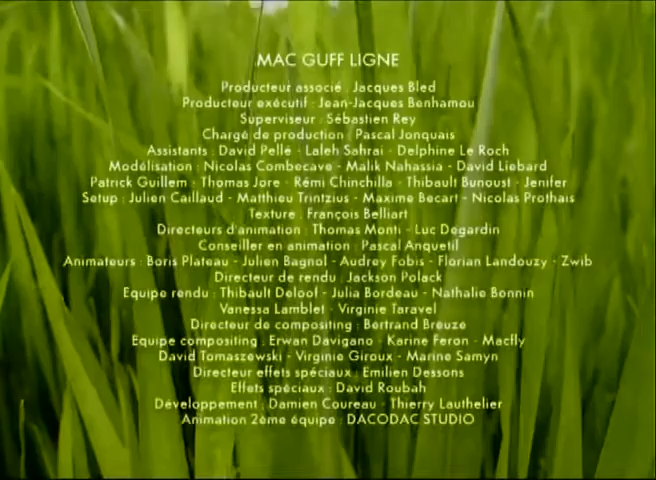 MAC GUFF LIGNE
Producteur associé : Jacques Bled
Producteur exécutif : Jean-Jacques Benhamou
Superviseur : Sébastien Rey
Chargé de production : Pascal Jonquais
Assistants : David Pellé - Laleh Sahrai - Delphine Le Roch
Modélisation : Nicolas Combecave - Malik Nahassia - David Liebard
Patrick Guillem - Thomas Jore - Rémi Chinchilla - Thibault Bunoust - Jenifer
Setup : Julien Caillaud - Matthieu Trintzius - Maxime Becart - Nicolas Prothais
Texture : François Belliart
Directeurs d'animation : Thomas Monti - Luc Degardin
Conseiller en animation : Pascal Anquetil
Animateurs : Boris Plateau - Julien Bagnol - Audrey Fobis - Florian Landouzy - Zwib
Directeur de rendu : Jackson Polack
Equipe rendu : Thibault Deloof - Julia Bordeau - Nathalie Bonnin
Vanessa Lamblet - Virginie Taravel
Directeur de compositing : Bertrand Breuze
Equipe compositing : Erwan Davigano - Karine Feron - Macfly
David Tomaszewski - Virginie Giroux - Marine Samyn
Directeur effets spéciaux : Emilien Dessons
Effets spéciaux : David Roubah
Développement : Damien Coureau - Thierry Lauthelier
Animation 2ème équipe : DACODAC STUDIO